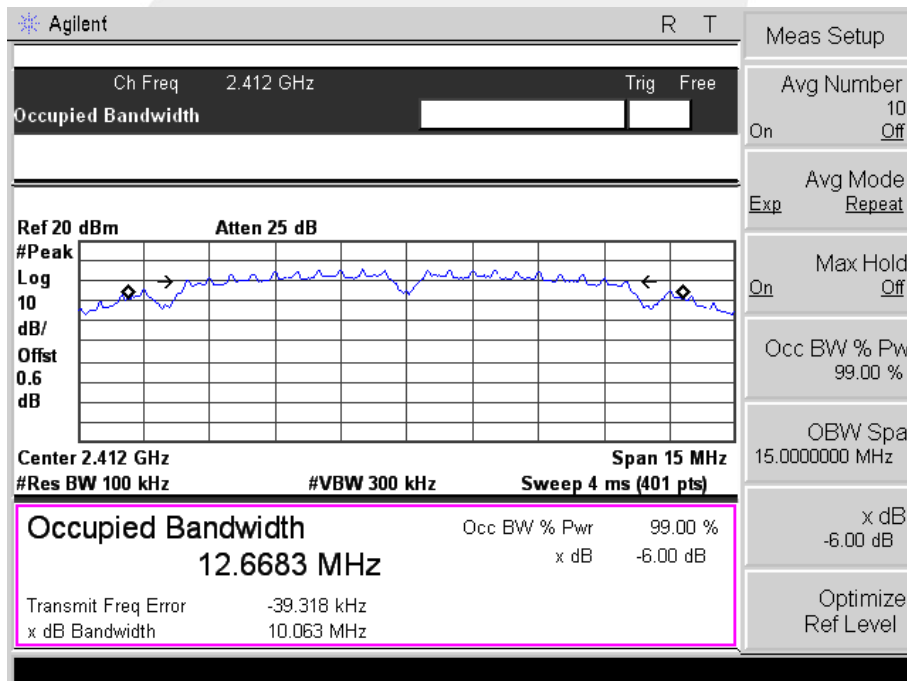 Agilent R T
Ch Freq 2.412 GHz Trig Free
Occupied Bandwidth
Ref 20 dBm Atten 25 dB
#Peak
Log
10
dB/
Offst
0.6
dB
Center 2.412 GHz Span 15 MHz
#Res BW 100 kHz #VBW 300 kHz Sweep 4 ms (401 pts)
Occupied Bandwidth Occ BW % Pwr 99.00 %
12.6683 MHz x dB -6.00 dB
Transmit Freq Error -39.318 kHz
x dB Bandwidth 10.063 MHz
Meas Setup
Avg Number
10
On Off
Avg Mode
Exp Repeat
Max Hold
On Off
Occ BW % Pw
99.00 %
OBW Spa
15.0000000 MHz
x dB
-6.00 dB
Optimize
Ref Level